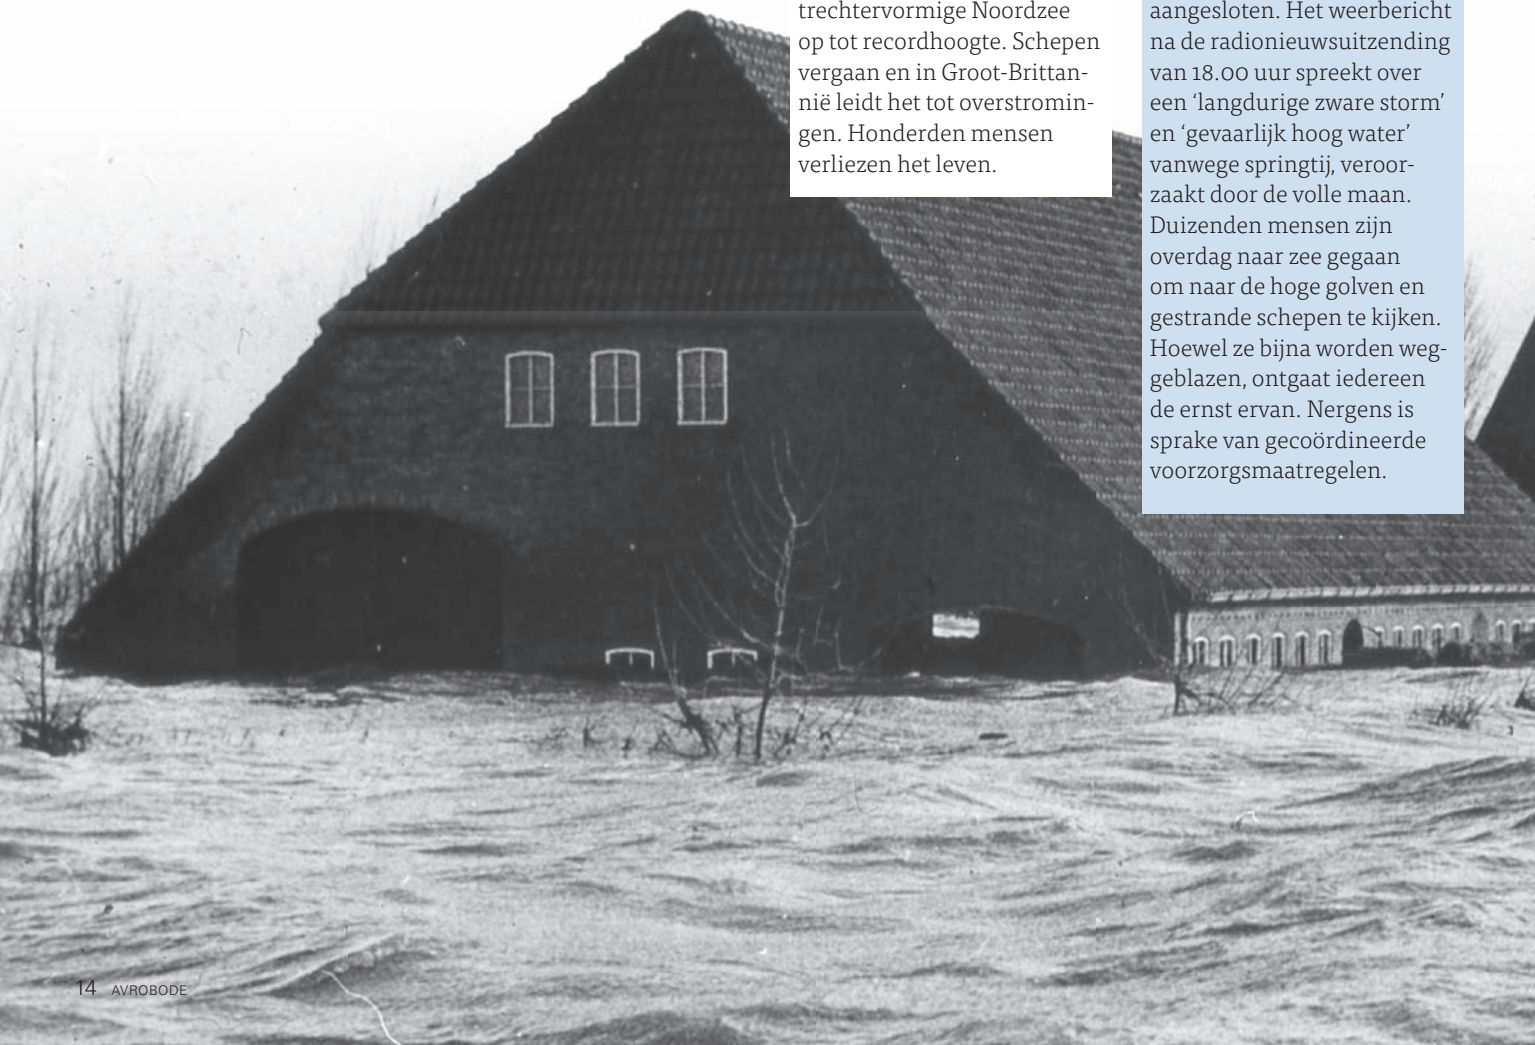 trechtervormige Noordzee
op tot recordhoogte. Schepen
vergaan en in Groot-Brittan-
nië leidt het tot overstromin-
gen. Honderden mensen
verliezen het leven.
aangesloten. Het weerbericht
na de radionieuwsuitzending
van 18.00 uur spreekt over
een ‘langdurige zware storm’
en ‘gevaarlijk hoog water’
vanwege springtij, veroor-
zaakt door de volle maan.
Duizenden mensen zijn
overdag naar zee gegaan
om naar de hoge golven en
gestrande schepen te kijken.
Hoewel ze bijna worden weg-
geblazen, ontgaat iedereen
de ernst ervan. Nergens is
sprake van gecoördineerde
voorzorgsmaatregelen.
14 AVROBODE